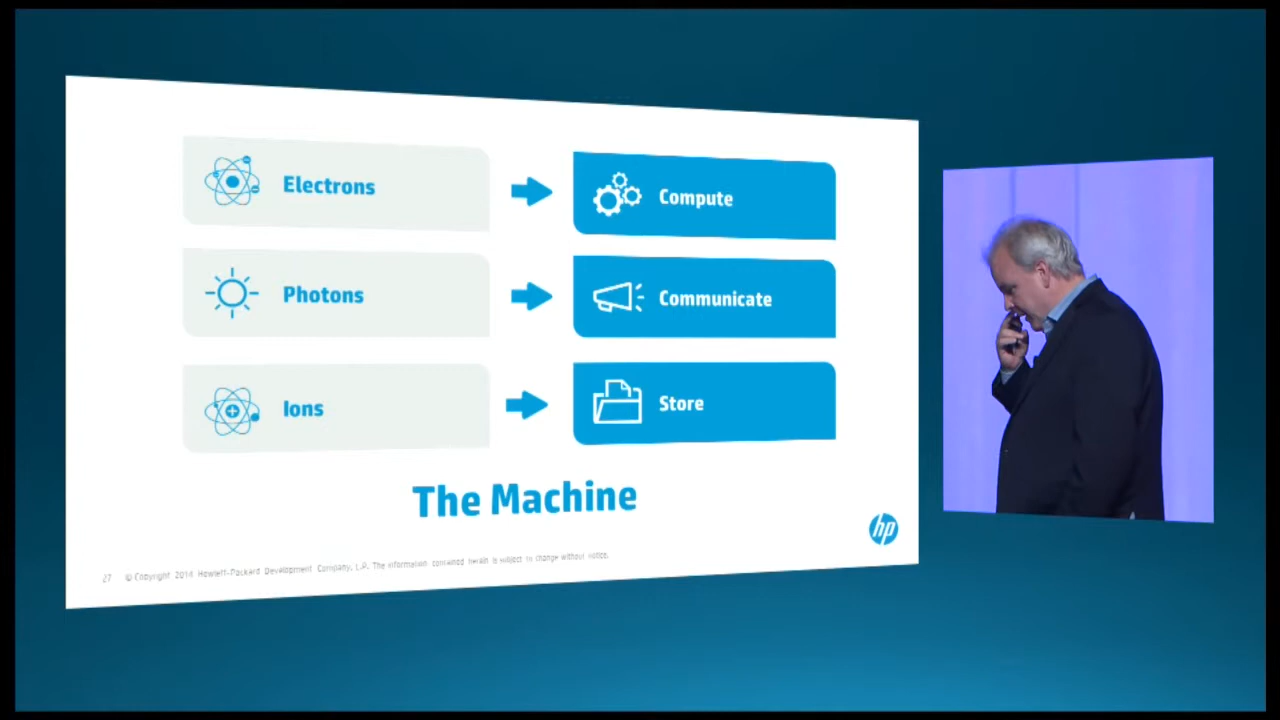 Electrons
Compute
Photons
Communicate
Ions
Store
The Machine
hp
27 © Copyright 2014 Hewlett-Packard Development Company, L.P. The information contained herein is subject to change without notice.